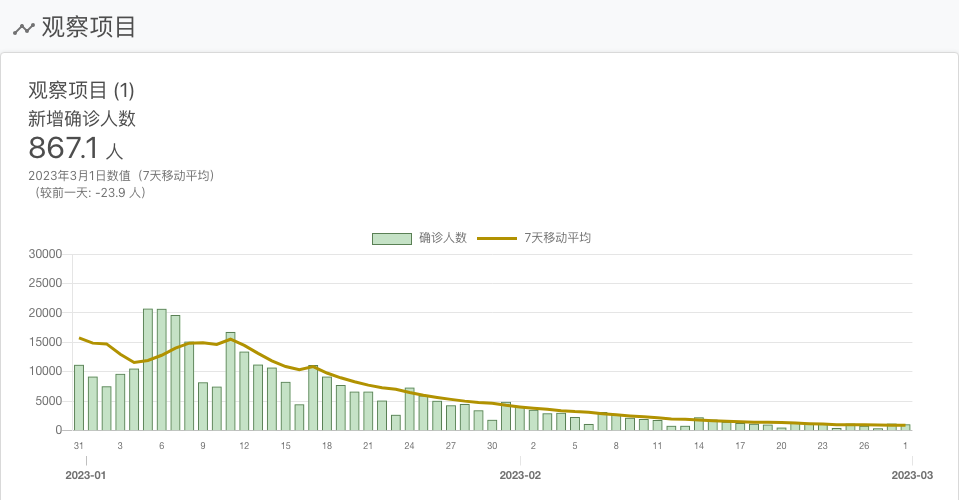 观察项目
观察项目 (1)
新增确诊人数
867.1 人
2023年3月1日数值（7天移动平均）
（较前一天: -23.9 人）
确诊人数 7天移动平均
30000
25000
20000
15000
10000
5000
0
31 3 6 9 12 15 18 21 24 27 30 2 5 8 11 14 17 20 23 26 1
2023-01 2023-02 2023-03